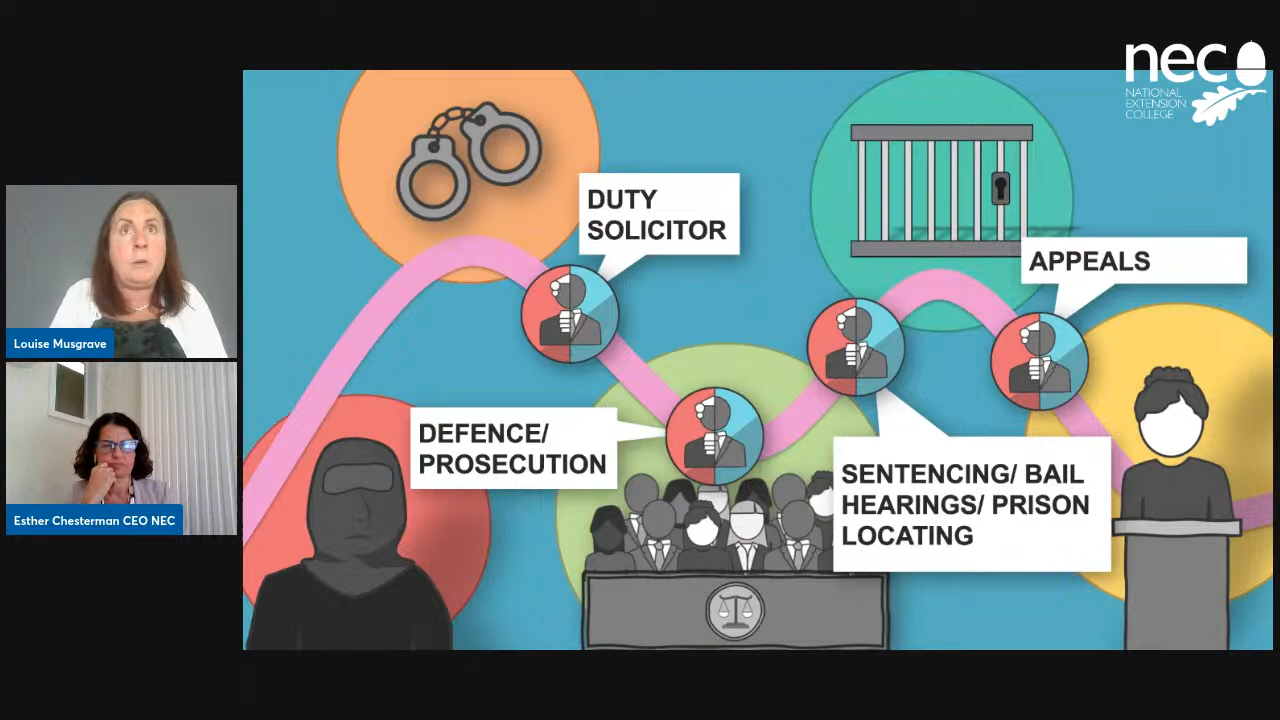 nec
NATIONAL
EXTENSION
COLLEGE
DUTY
SOLICITOR
APPEALS
Louise Musgrave
DEFENCE/
PROSECUTION
SENTENCING/ BAIL
HEARINGS/ PRISON
LOCATING
Esther Chesterman CEO NEC